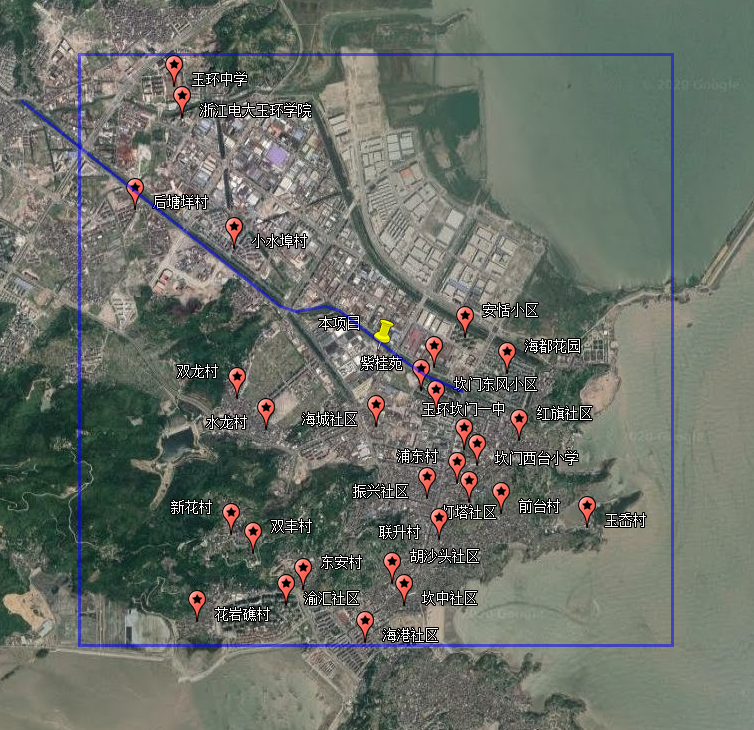 © 2020 Google
玉环中学
浙江电大玉环学院
后塘垟村
小水埠村
安恬小区
本项目
海都花园
紫桂苑
双龙村
坎门东风小区
水龙村
海城社区
玉环坎门一中
红旗社区
浦东村
坎门西台小学
振兴社区
新花村
灯塔社区
前台村
王岙村
双丰村
联升村
胡沙头社区
东安村
渝汇社区
坎中社区
花岩礁村
海港社区